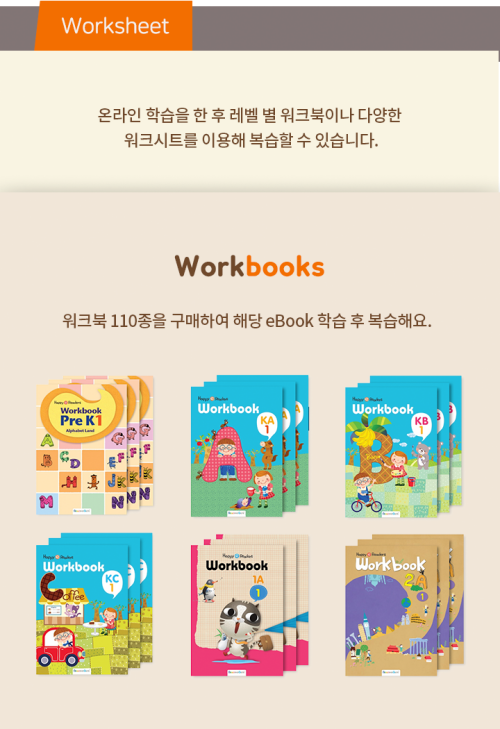 Worksheet
온라인 학습을 한 후 레벨 별 워크북이나 다양한
워크시트를 이용해 복습할 수 있습니다.
Workbooks
워크북 110종을 구매하여 해당 eBook 학습 후 복습해요.
Workbook
Pre K1
Alphabet Land
Workbook
KA
1
Workbook
KB
1
Workbook
KC
1
Coffee
Workbook
1A
1
Workbook
2A
1